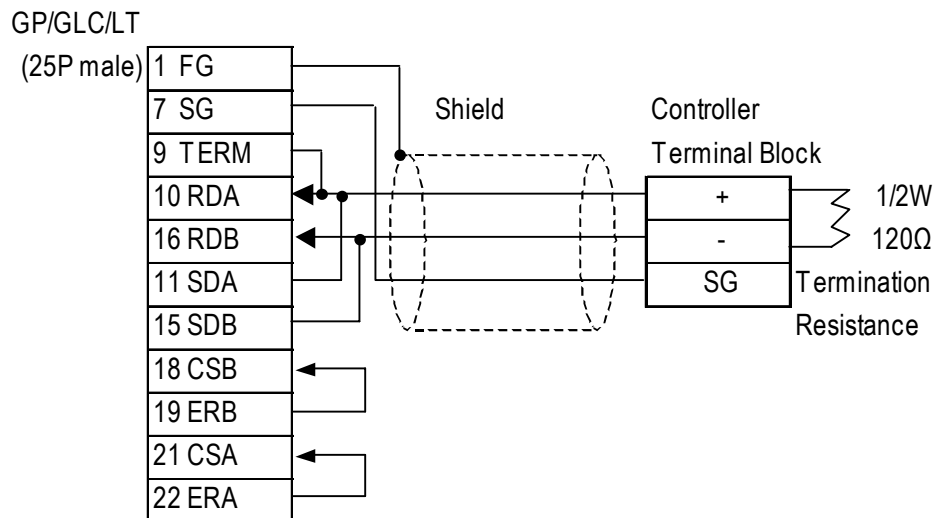 GP/GLC/LT
(25P male)
1 FG
7 SG
9 TERM
10 RDA
16 RDB
11 SDA
15 SDB
18 CSB
19 ERB
21 CSA
22 ERA
Shield
Controller
Terminal Block
+
-
SG
1/2W
120Ω
Termination
Resistance